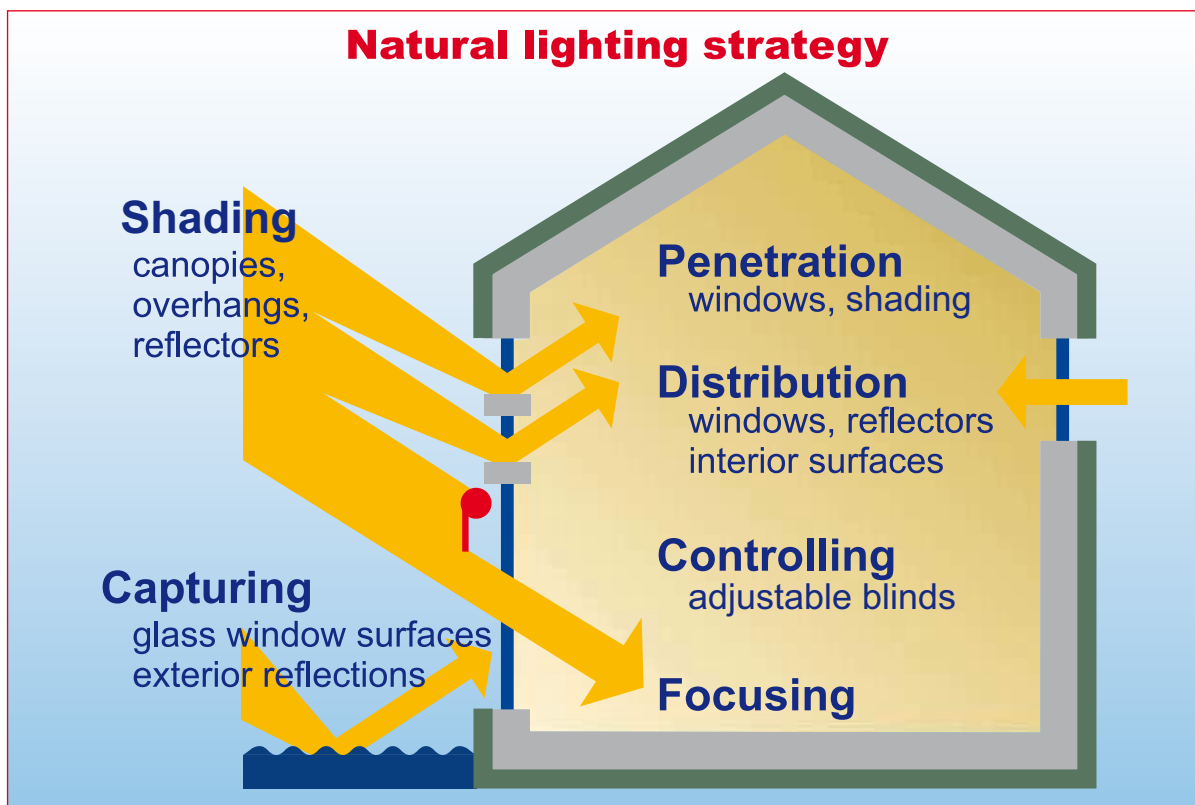 Natural lighting strategy
Shading
canopies,
overhangs,
reflectors
Capturing
glass window surfaces
exterior reflections
Penetration
windows, shading
Distribution
windows, reflectors
interior surfaces
Controlling
adjustable blinds
Focusing